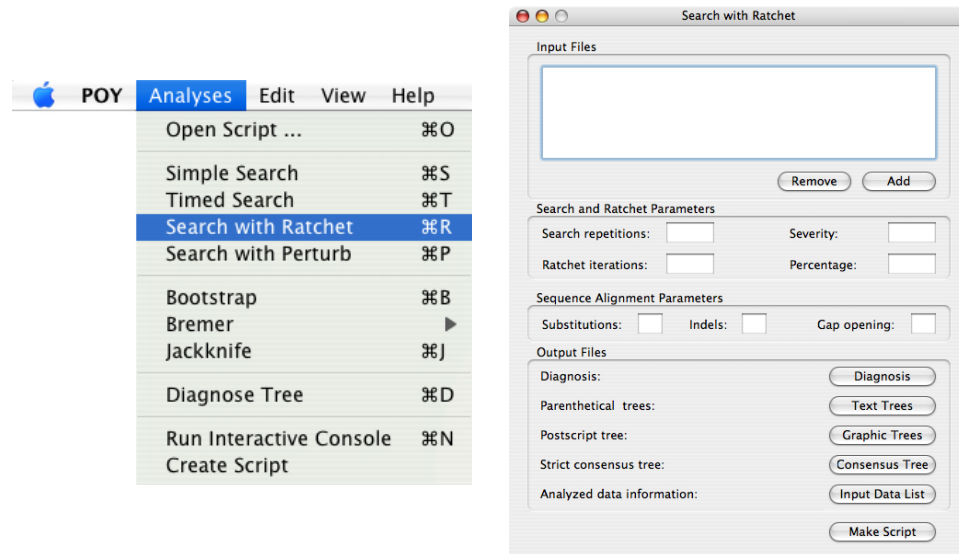 POY Analyses Edit View Help
Open Script ... ⌘O
Simple Search ⌘S
Timed Search ⌘T
Search with Ratchet ⌘R
Search with Perturb ⌘P
Bootstrap ⌘B
Bremer
Jackknife ⌘J
Diagnose Tree ⌘D
Run Interactive Console ⌘N
Create Script
Search with Ratchet
Input Files
Remove Add
Search and Ratchet Parameters
Search repetitions: Severity:
Ratchet iterations: Percentage:
Sequence Alignment Parameters
Substitutions: Indels: Gap opening:
Output Files
Diagnosis: Diagnosis
Parenthetical trees: Text Trees
Postscript tree: Graphic Trees
Strict consensus tree: Consensus Tree
Analyzed data information: Input Data List
Make Script